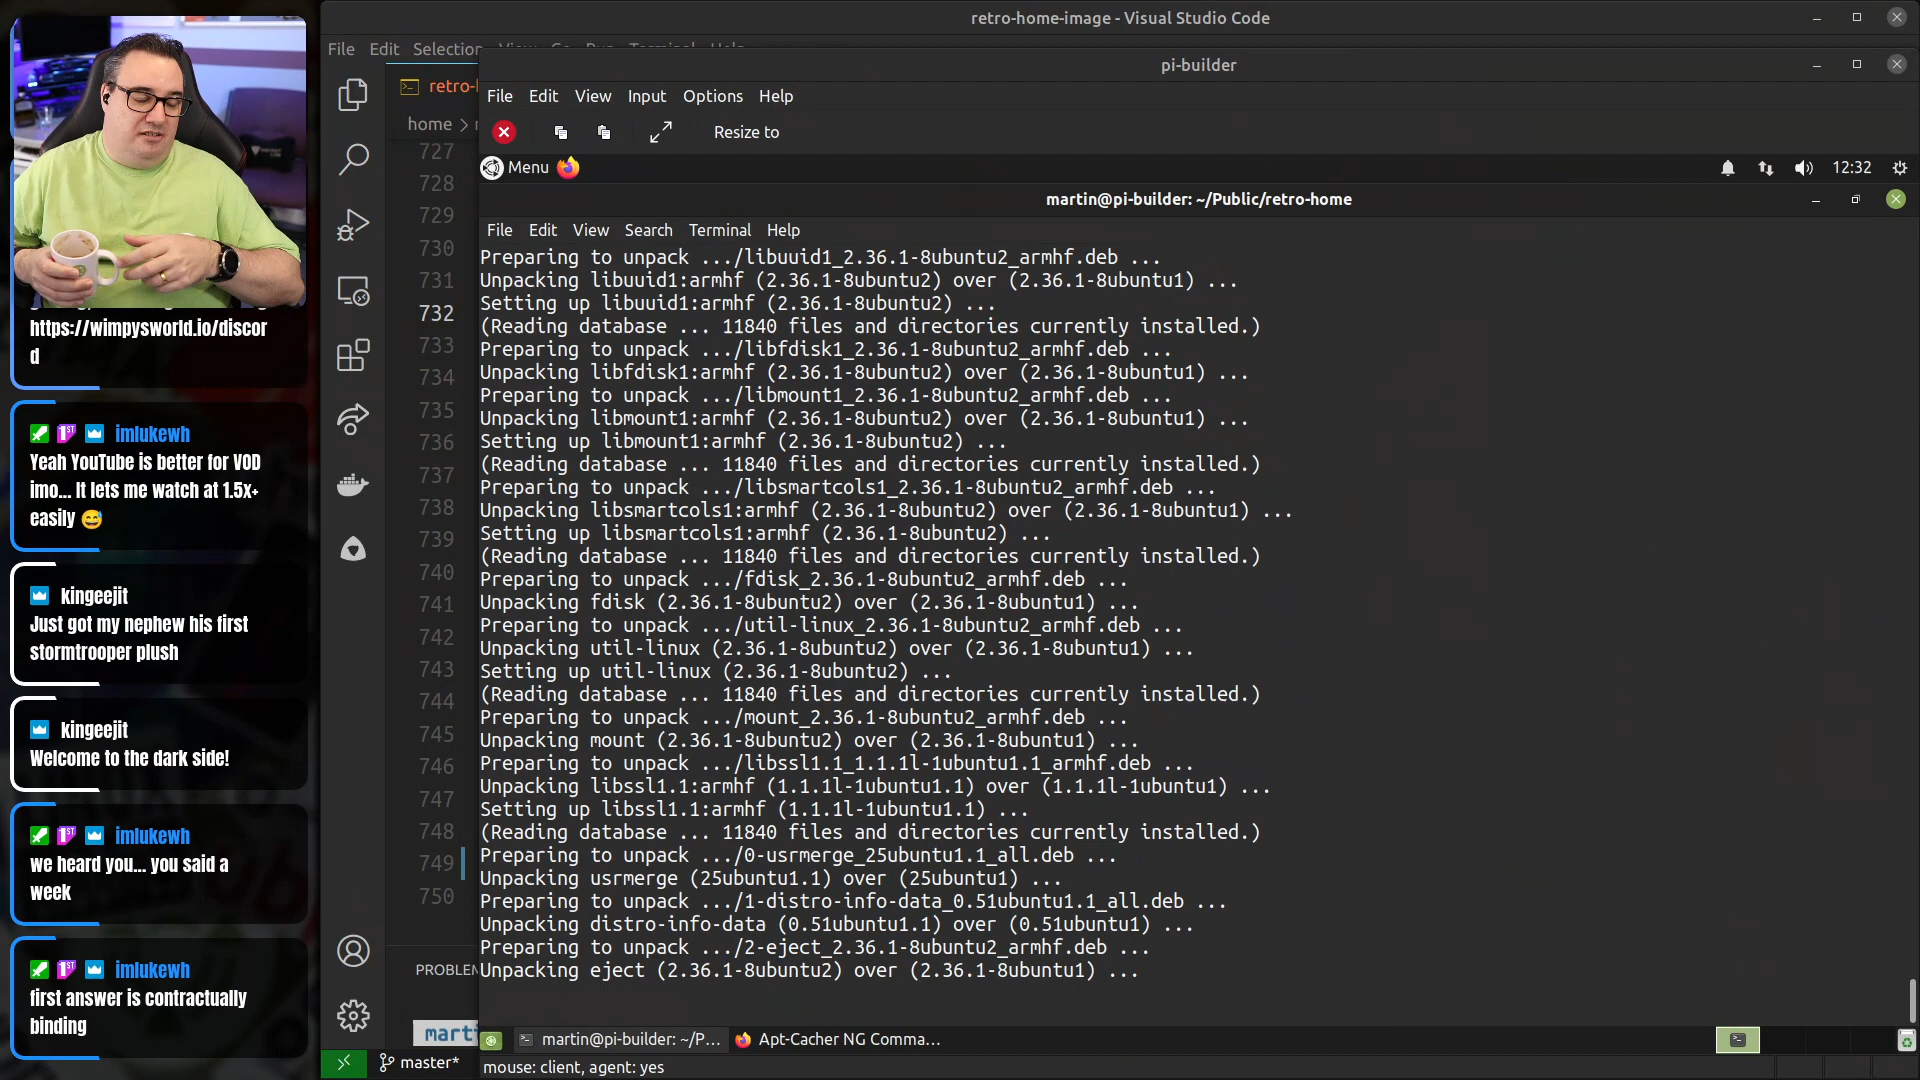 retro-home-image - Visual Studio Code
File Edit Selection View Go Run Terminal Help
pi-builder
retro-h
File Edit View Input Options Help
home >
Resize to
Menu
12:32
martin@pi-builder: ~/Public/retro-home
File Edit View Search Terminal Help
727
728
729
730
731
732
733
734
735
736
737
738
739
740
741
742
743
744
745
746
747
748
749
750
Preparing to unpack .../libuuid1_2.36.1-8ubuntu2_armhf.deb ...
Unpacking libuuid1:armhf (2.36.1-8ubuntu2) over (2.36.1-8ubuntu1) ...
Setting up libuuid1:armhf (2.36.1-8ubuntu2) ...
(Reading database ... 11840 files and directories currently installed.)
Preparing to unpack .../libfdisk1_2.36.1-8ubuntu2_armhf.deb ...
Unpacking libfdisk1:armhf (2.36.1-8ubuntu2) over (2.36.1-8ubuntu1) ...
Preparing to unpack .../libmount1_2.36.1-8ubuntu2_armhf.deb ...
Unpacking libmount1:armhf (2.36.1-8ubuntu2) over (2.36.1-8ubuntu1) ...
Setting up libmount1:armhf (2.36.1-8ubuntu2) ...
(Reading database ... 11840 files and directories currently installed.)
Preparing to unpack .../libsmartcols1_2.36.1-8ubuntu2_armhf.deb ...
Unpacking libsmartcols1:armhf (2.36.1-8ubuntu2) over (2.36.1-8ubuntu1) ...
Setting up libsmartcols1:armhf (2.36.1-8ubuntu2) ...
(Reading database ... 11840 files and directories currently installed.)
Preparing to unpack .../fdisk_2.36.1-8ubuntu2_armhf.deb ...
Unpacking fdisk (2.36.1-8ubuntu2) over (2.36.1-8ubuntu1) ...
Preparing to unpack .../util-linux_2.36.1-8ubuntu2_armhf.deb ...
Unpacking util-linux (2.36.1-8ubuntu2) over (2.36.1-8ubuntu1) ...
Setting up util-linux (2.36.1-8ubuntu2) ...
(Reading database ... 11840 files and directories currently installed.)
Preparing to unpack .../mount_2.36.1-8ubuntu2_armhf.deb ...
Unpacking mount (2.36.1-8ubuntu2) over (2.36.1-8ubuntu1) ...
Preparing to unpack .../libssl1.1_1.1.1l-1ubuntu1.1_armhf.deb ...
Unpacking libssl1.1:armhf (1.1.1l-1ubuntu1.1) over (1.1.1l-1ubuntu1) ...
Setting up libssl1.1:armhf (1.1.1l-1ubuntu1.1) ...
(Reading database ... 11840 files and directories currently installed.)
Preparing to unpack .../0-usrmerge_25ubuntu1.1_all.deb ...
Unpacking usrmerge (25ubuntu1.1) over (25ubuntu1) ...
Preparing to unpack .../1-distro-info-data_0.51ubuntu1.1_all.deb ...
Unpacking distro-info-data (0.51ubuntu1.1) over (0.51ubuntu1) ...
Preparing to unpack .../2-eject_2.36.1-8ubuntu2_armhf.deb ...
Unpacking eject (2.36.1-8ubuntu2) over (2.36.1-8ubuntu1) ...
PROBLEM
marti
martin@pi-builder: ~/P...
Apt-Cacher NG Comma...
master*
mouse: client, agent: yes
https://wimpysworld.io/discor
d
imlukewh
Yeah YouTube is better for VOD
imo... It lets me watch at 1.5x+
easily 😅
kingeejit
Just got my nephew his first
stormtrooper plush
kingeejit
Welcome to the dark side!
imlukewh
we heard you... you said a
week
imlukewh
first answer is contractually
binding